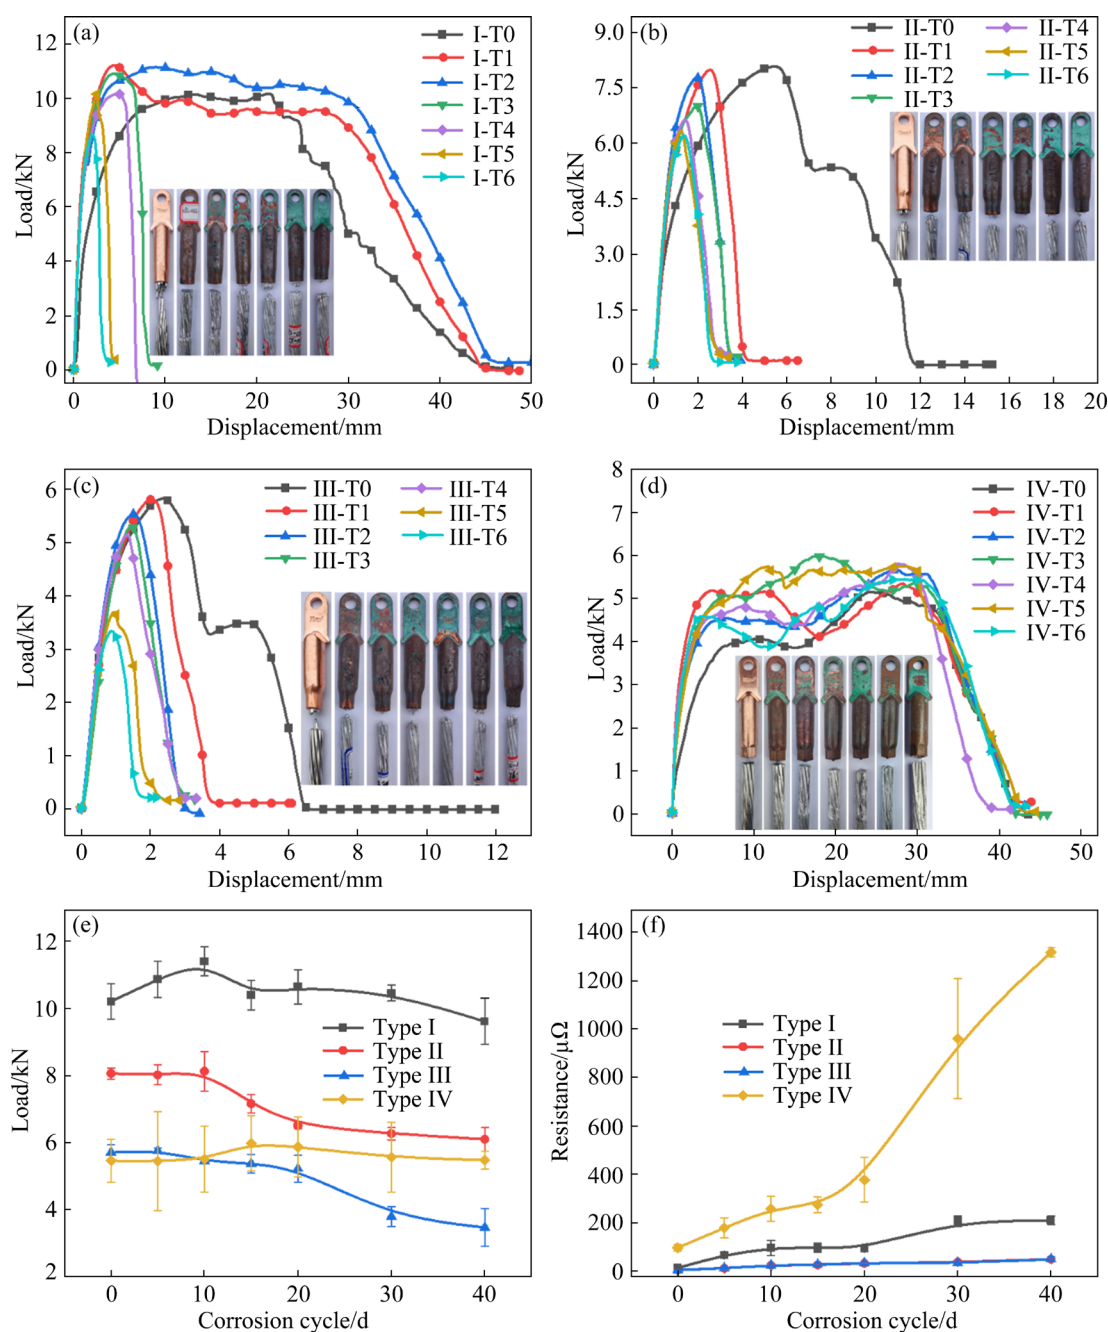 (a)
I-T0
I-T1
I-T2
I-T3
I-T4
I-T5
I-T6
12
10
8
6
4
2
0
Load/kN
0 10 20 30 40 50
Displacement/mm
(b)
II-T0 II-T4
II-T1 II-T5
II-T2 II-T6
II-T3
9.0
7.5
6.0
4.5
3.0
1.5
0
Load/kN
0 2 4 6 8 10 12 14 16 18 20
Displacement/mm
(c)
III-T0 III-T4
III-T1 III-T5
III-T2 III-T6
III-T3
6
5
4
3
2
1
0
Load/kN
0 2 4 6 8 10 12
Displacement/mm
(d)
IV-T0
IV-T1
IV-T2
IV-T3
IV-T4
IV-T5
IV-T6
8
7
6
5
4
3
2
1
0
Load/kN
0 10 20 30 40 50
Displacement/mm
(e)
Type I
Type II
Type III
Type IV
12
10
8
6
4
2
Load/kN
0 10 20 30 40
Corrosion cycle/d
(f)
Type I
Type II
Type III
Type IV
1400
1200
1000
800
600
400
200
0
Resistance/μΩ
0 10 20 30 40
Corrosion cycle/d